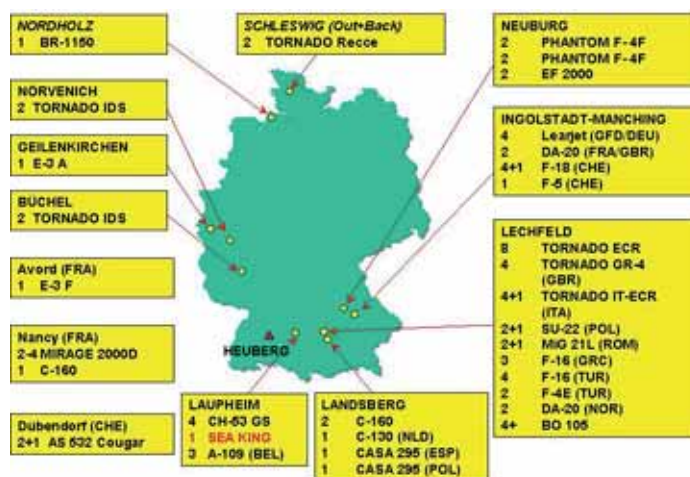 NORDHOLZ
1 BR-1150
SCHLESWIG (Out+Back)
2 TORNADO Recce
NEUBURG
2 PHANTOM F-4F
2 PHANTOM F-4F
2 EF 2000
NORVENICH
2 TORNADO IDS
GEILENKIRCHEN
1 E-3 A
BÜCHEL
2 TORNADO IDS
Avord (FRA)
1 E-3 F
Nancy (FRA)
2-4 MIRAGE 2000D
1 C-160
Dubendorf (CHE)
2+1 AS 532 Cougar
INGOLSTADT-MANCHING
4 Learjet (GFD/DEU)
2 DA-20 (FRA/GBR)
4+1 F-18 (CHE)
1 F-5 (CHE)
LECHFELD
8 TORNADO ECR
4 TORNADO GR-4
(GBR)
4+1 TORNADO IT-ECR
(ITA)
2+1 SU-22 (POL)
2+1 MiG 21L (ROM)
3 F-16 (GRC)
4 F-16 (TUR)
2 F-4E (TUR)
2 DA-20 (NOR)
4+ BO 105
HEUBERG
LAUPHEIM
4 CH-53 GS
1 SEA KING
3 A-109 (BEL)
LANDSBERG
2 C-160
1 C-130 (NLD)
1 CASA 295 (ESP)
1 CASA 295 (POL)